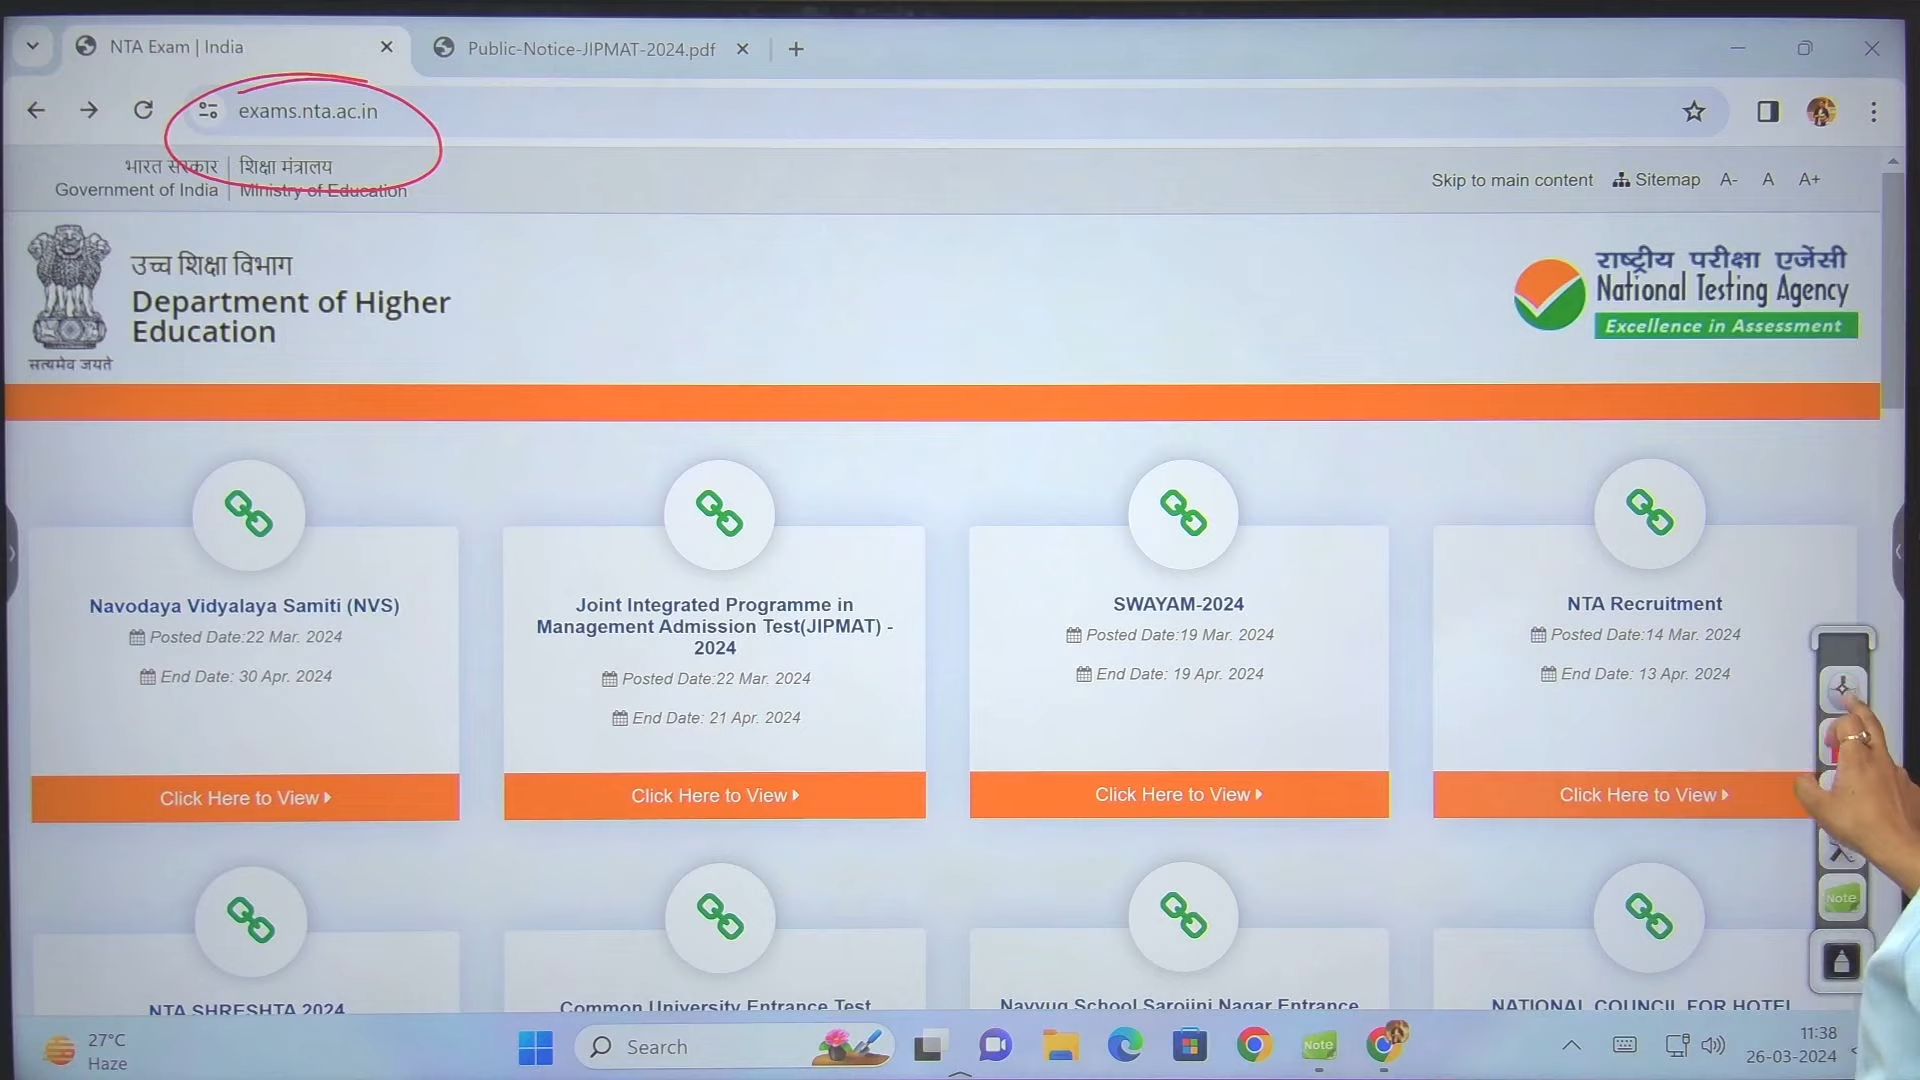 NTA Exam | India
Public-Notice-JIPMAT-2024.pdf
exams.nta.ac.in
भारत सरकार | शिक्षा मंत्रालय
Government of India | Ministry of Education
Skip to main content Sitemap A- A A+
उच्च शिक्षा विभाग
Department of Higher
Education
सत्यमेव जयते
राष्ट्रीय परीक्षा एजेंसी
National Testing Agency
Excellence in Assessment
Navodaya Vidyalaya Samiti (NVS)
Posted Date:22 Mar. 2024
End Date: 30 Apr. 2024
Click Here to View
Joint Integrated Programme in
Management Admission Test(JIPMAT) -
2024
Posted Date:22 Mar. 2024
End Date: 21 Apr. 2024
Click Here to View
SWAYAM-2024
Posted Date:19 Mar. 2024
End Date: 19 Apr. 2024
Click Here to View
NTA Recruitment
Posted Date:14 Mar. 2024
End Date: 13 Apr. 2024
Click Here to View
NTA SHRESHTA 2024
Common University Entrance Test
Navyug School Sarojini Nagar Entrance
NATIONAL COUNCIL FOR HOTEL
Note
27°C
Haze
Search
Note
11:38
26-03-2024